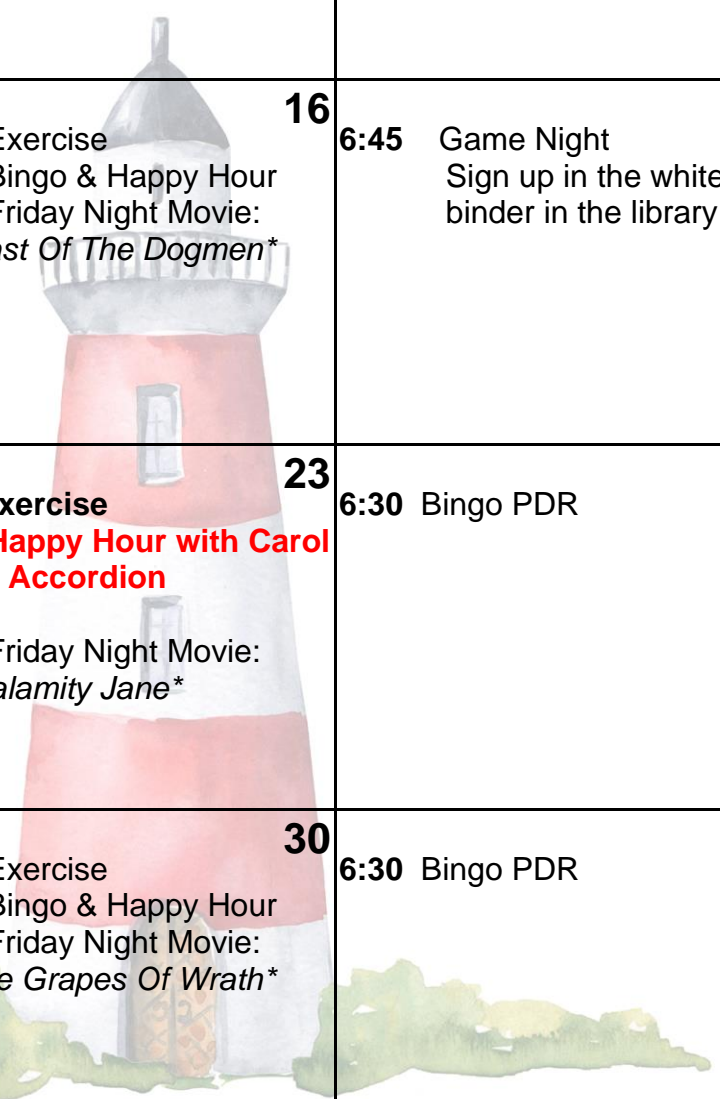 16
Exercise
Bingo & Happy Hour
Friday Night Movie:
ast Of The Dogmen*
6:45 Game Night
Sign up in the white
binder in the library
23
xercise
Happy Hour with Carol
Accordion
Friday Night Movie:
alamity Jane*
6:30 Bingo PDR
30
Exercise
Bingo & Happy Hour
Friday Night Movie:
e Grapes Of Wrath*
6:30 Bingo PDR